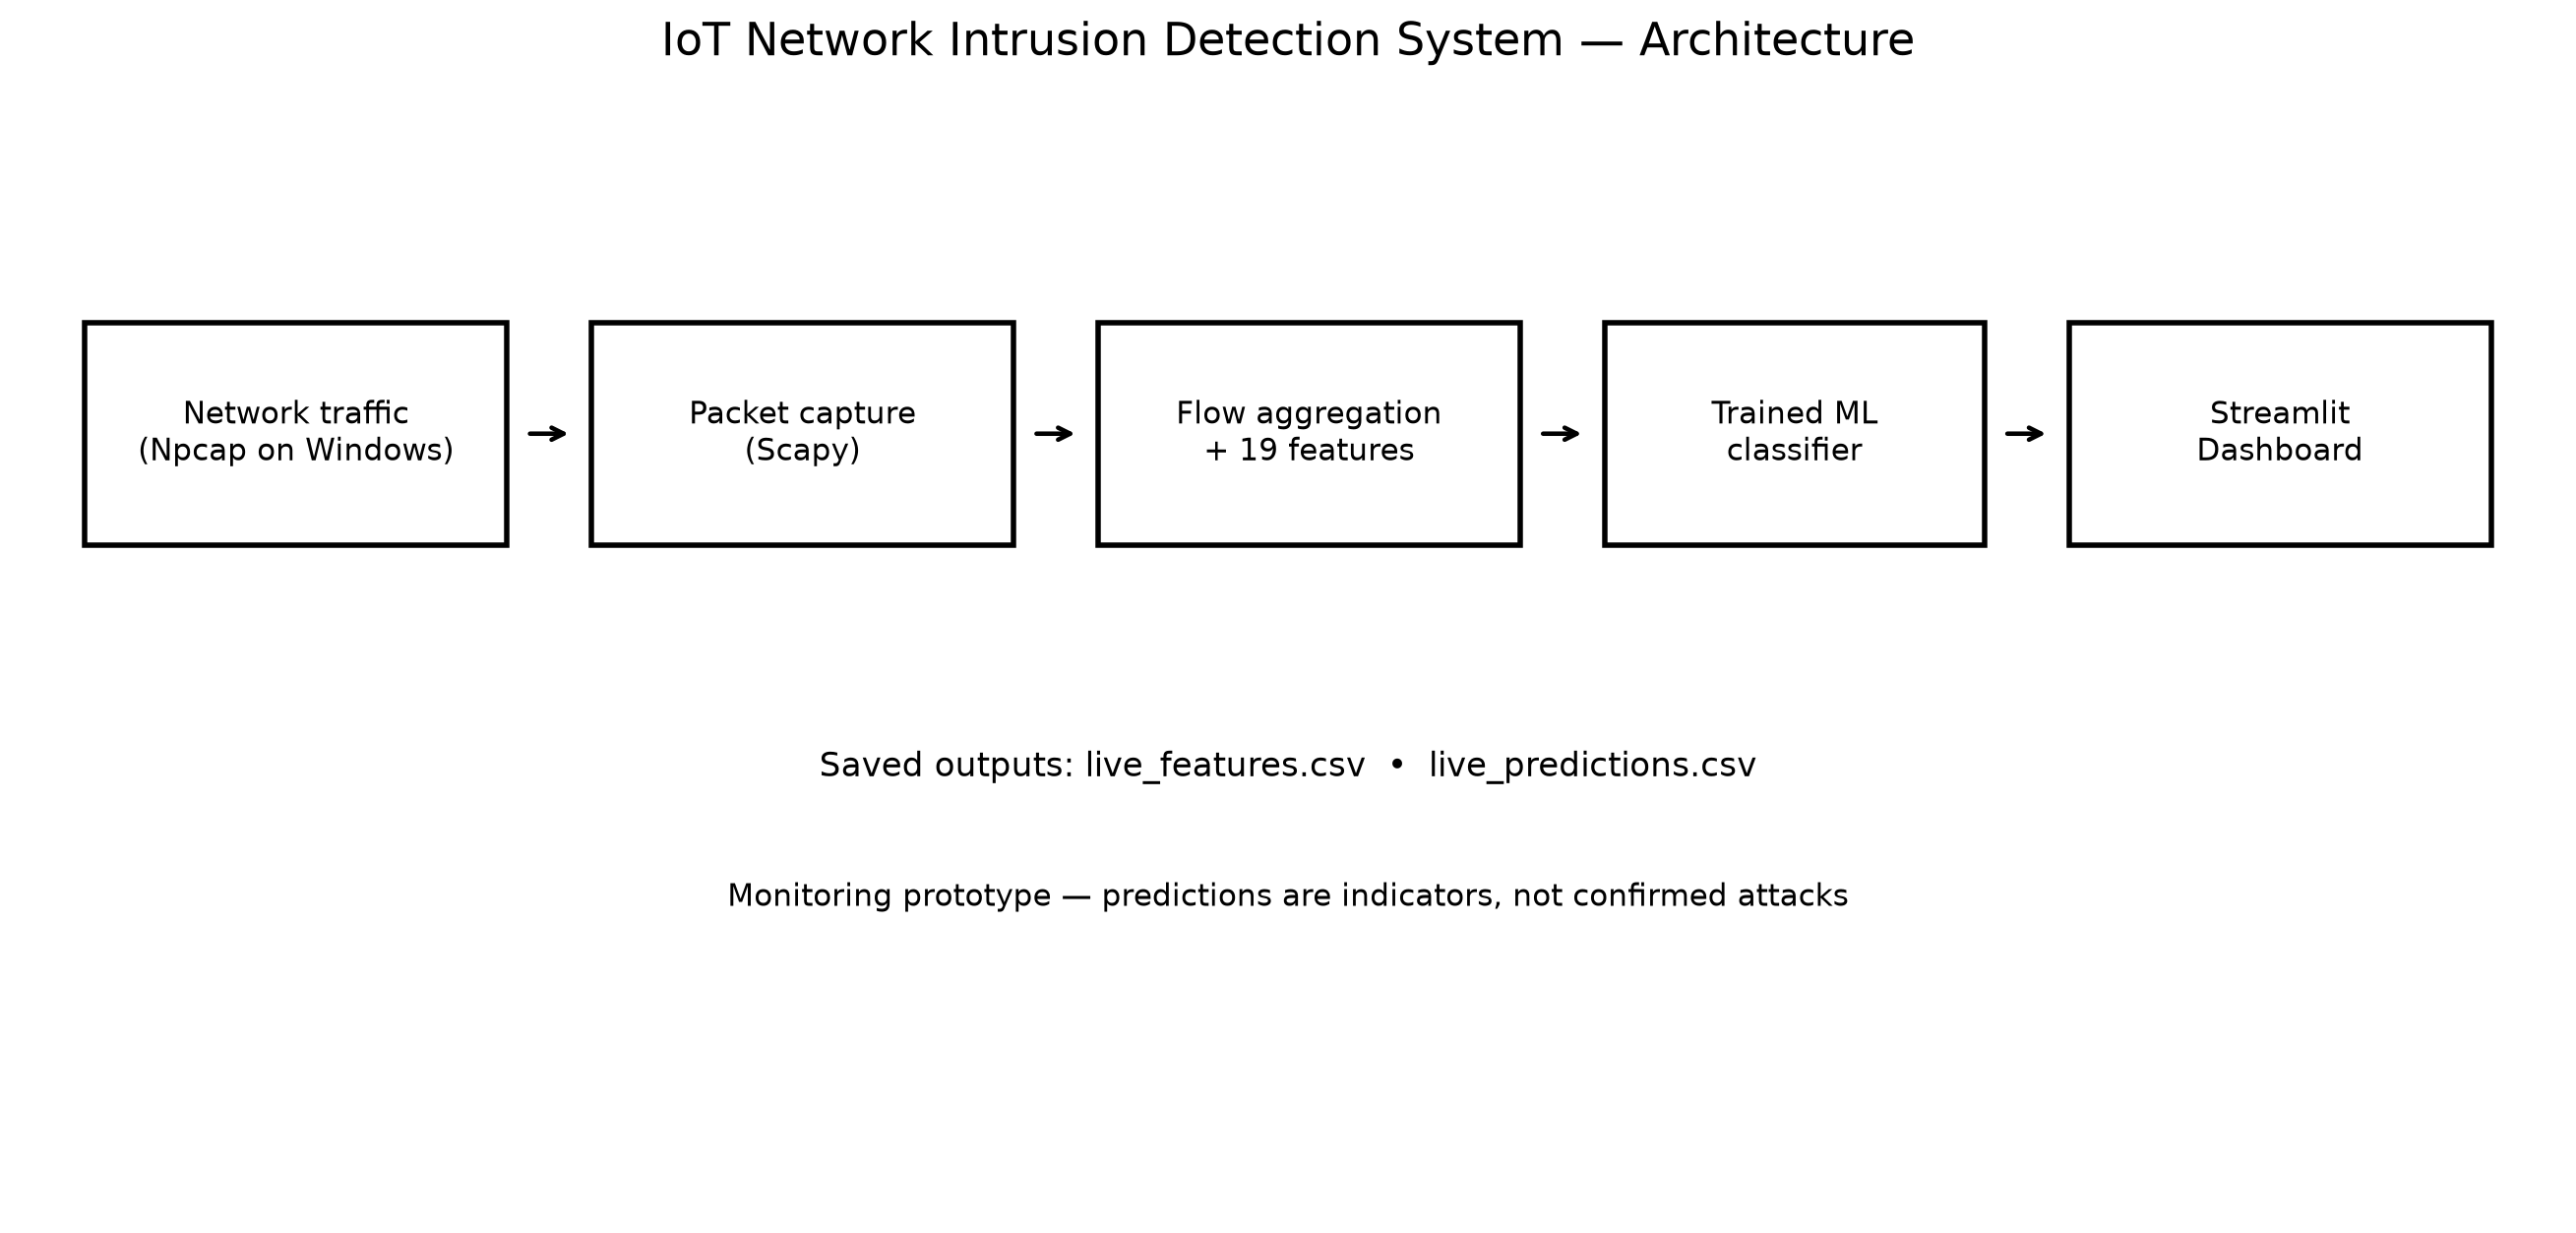 IoT Network Intrusion Detection System — Architecture
Network traffic
(Npcap on Windows)
Packet capture
(Scapy)
Flow aggregation
+ 19 features
Trained ML
classifier
Streamlit
Dashboard
Saved outputs: live_features.csv • live_predictions.csv
Monitoring prototype — predictions are indicators, not confirmed attacks